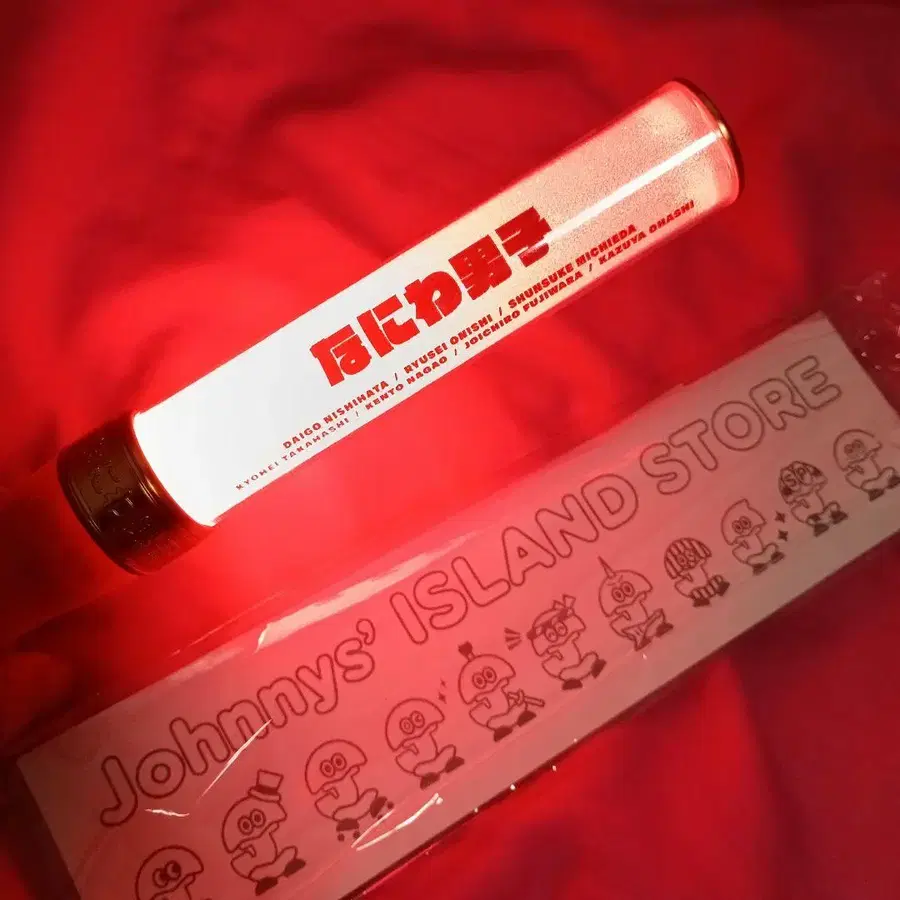 なにわ男子
DAIGO NISHIHATA / RYUSEI ONISHI / SHUNSUKE MICHIEDA
KYOHEI TAKAHASHI / KENTO NAGAO / JOICHIRO FUJIWARA / KAZUYA OHASHI
Johnnys' ISLAND STORE
SP